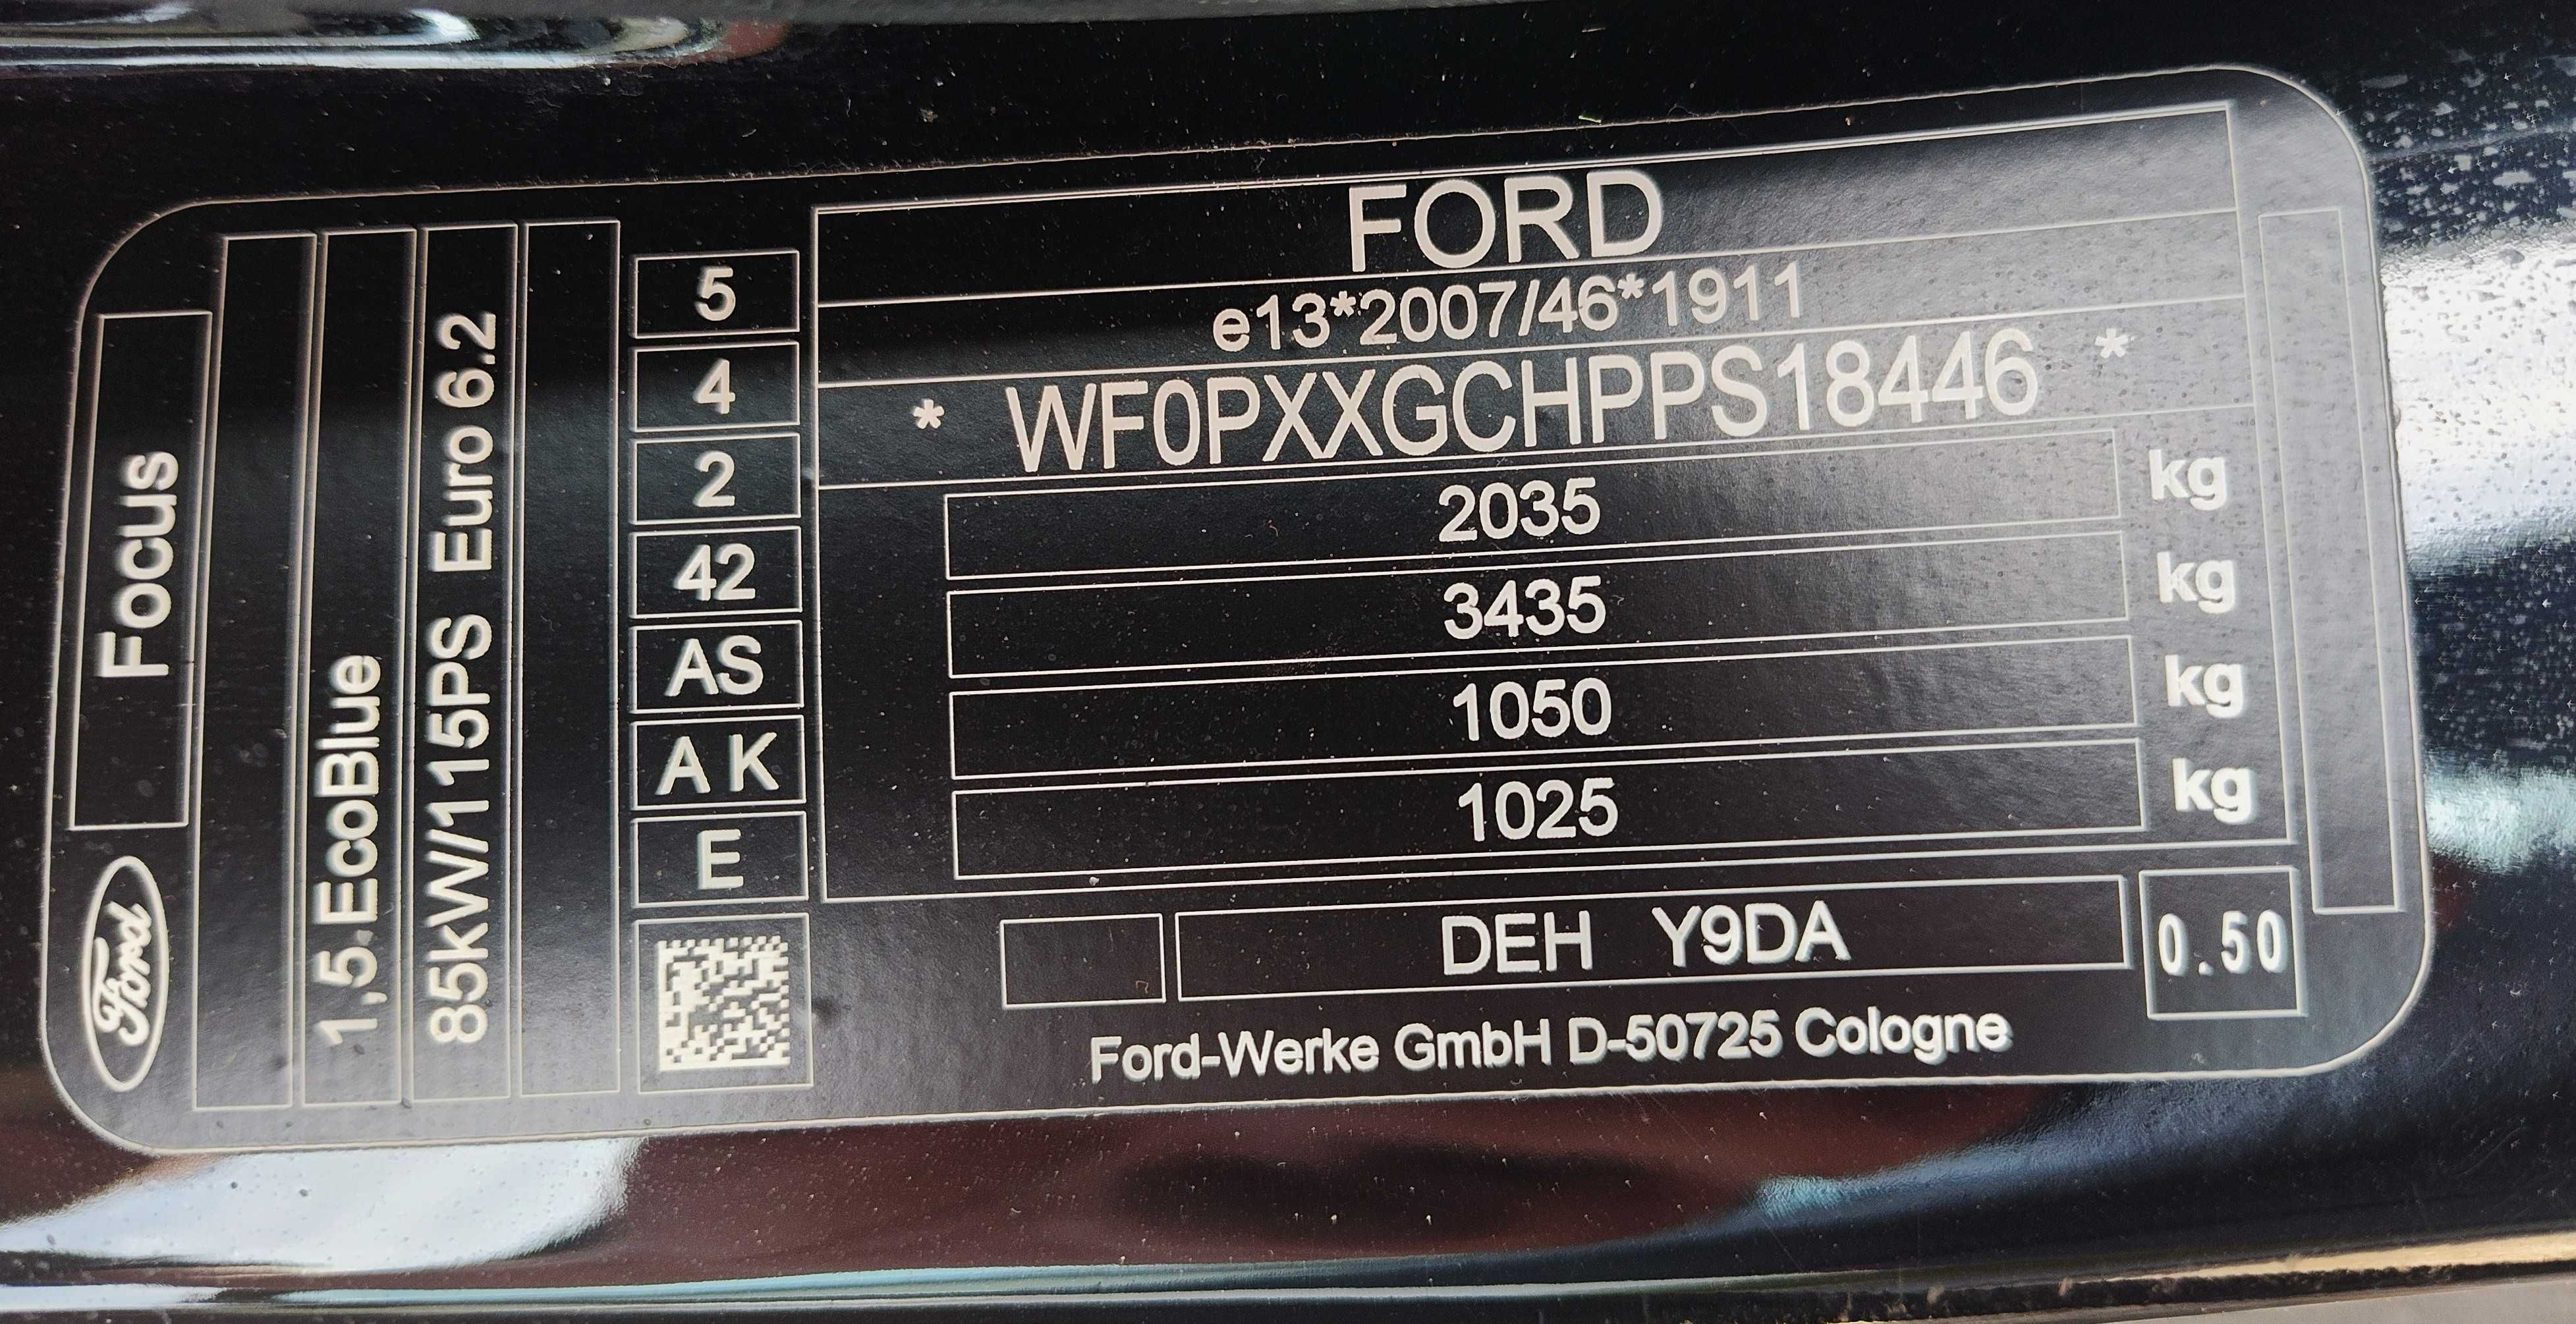 Ford
Focus
1,5.EcoBlue
85kW/115PS Euro 6.2
5
4
2
42
AS
A K
E
FORD
e13*2007/46*1911
* WF0PXXGCHPPS18446 *
2035 kg
3435 kg
1050 kg
1025 kg
DEH Y9DA
0.50
Ford-Werke GmbH D-50725 Cologne